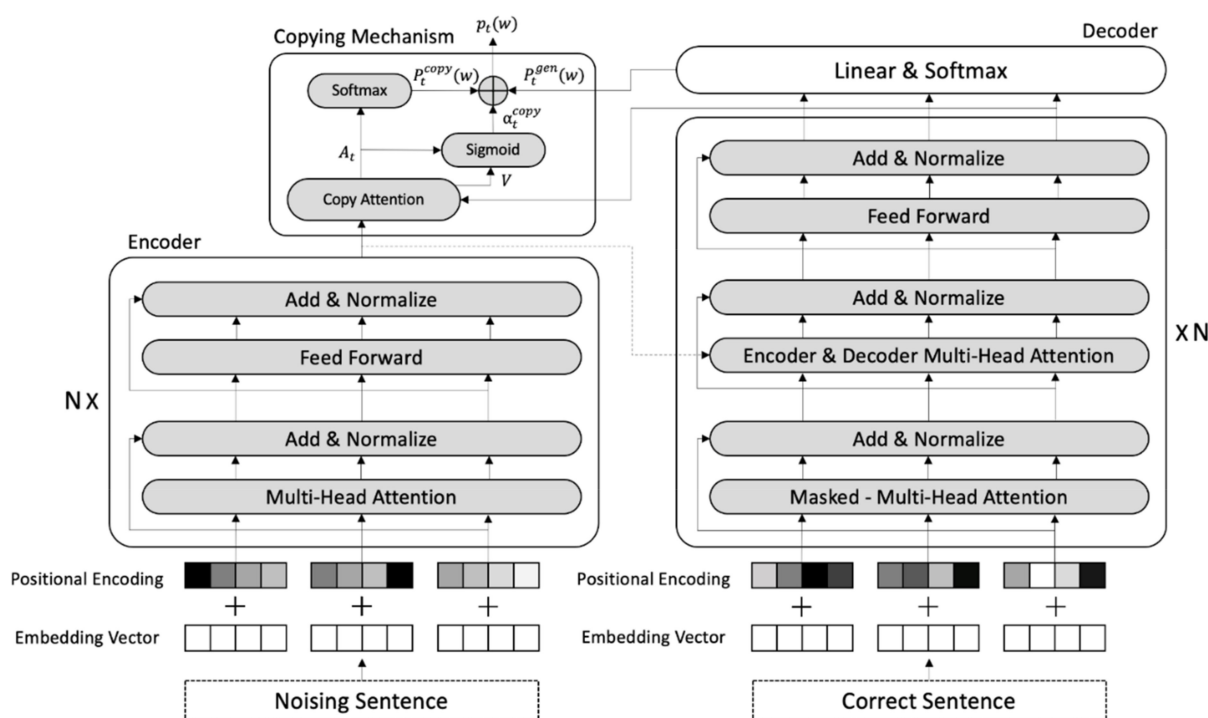 p_t(w)
Copying Mechanism
Decoder
P_t^{copy}(w)
P_t^{gen}(w)
Linear & Softmax
Softmax
α_t^{copy}
A_t
Sigmoid
Add & Normalize
V
Copy Attention
Feed Forward
Encoder
Add & Normalize
Add & Normalize
X N
Feed Forward
Encoder & Decoder Multi-Head Attention
N X
Add & Normalize
Add & Normalize
Multi-Head Attention
Masked - Multi-Head Attention
Positional Encoding
Positional Encoding
+ + +
+ + +
Embedding Vector
Embedding Vector
Noising Sentence
Correct Sentence